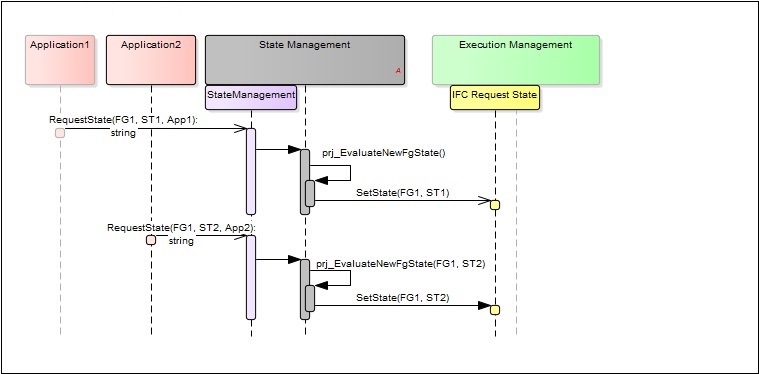 Application1
Application2
State Management
Execution Management
A
StateManagement
IFC Request State
RequestState(FG1, ST1, App1):
string
prj_EvaluateNewFgState()
SetState(FG1, ST1)
RequestState(FG1, ST2, App2):
string
prj_EvaluateNewFgState(FG1, ST2)
SetState(FG1, ST2)